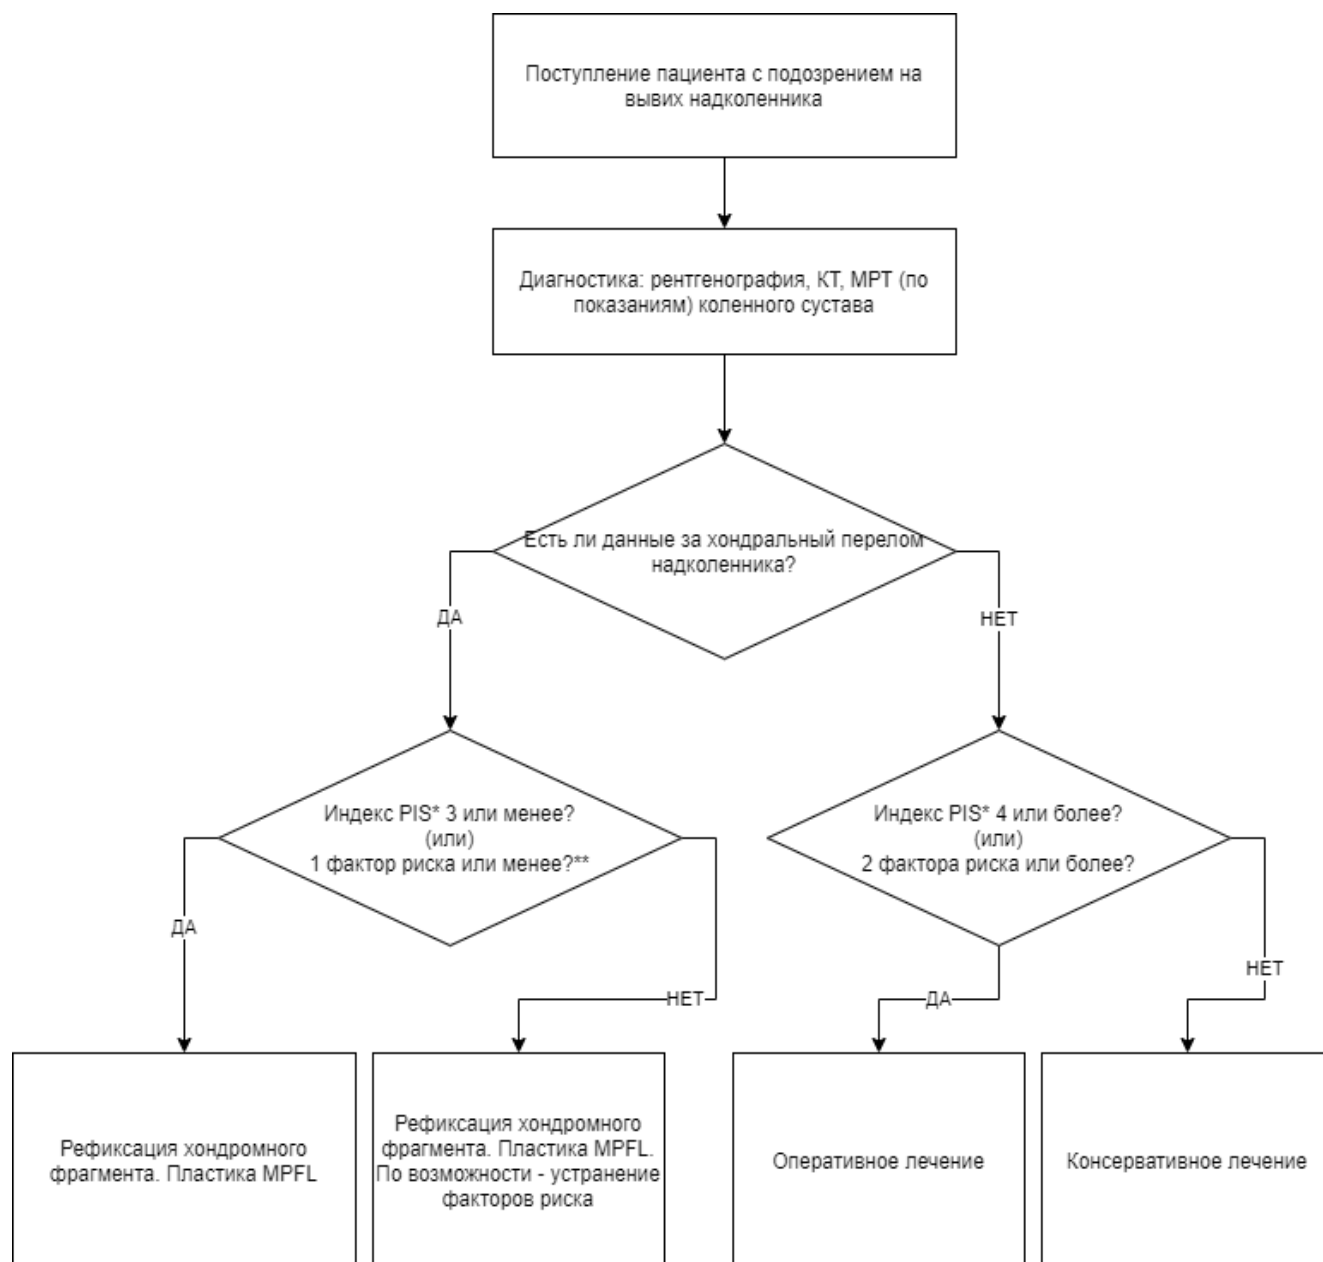 Поступление пациента с подозрением на
вывих надколенника
Диагностика: рентгенография, КТ, МРТ (по
показаниям) коленного сустава
Есть ли данные за хондральный перелом
надколенника?
ДА
НЕТ
Индекс PIS* 3 или менее?
(или)
1 фактор риска или менее?**
Индекс PIS* 4 или более?
(или)
2 фактора риска или более?
ДА
НЕТ
ДА
НЕТ
Рефиксация хондромного
фрагмента. Пластика MPFL
Рефиксация хондромного
фрагмента. Пластика MPFL.
По возможности - устранение
факторов риска
Оперативное лечение
Консервативное лечение